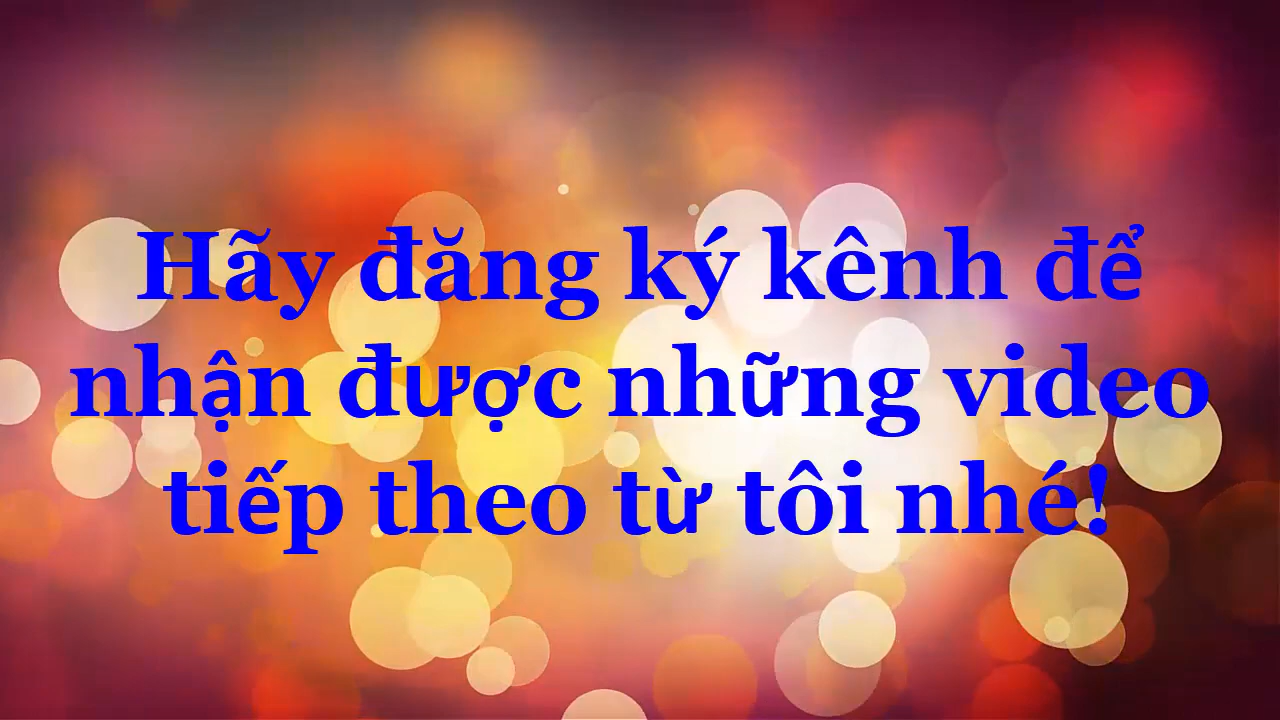 Hãy đăng ký kênh để
nhận được những video
tiếp theo từ tôi nhé!